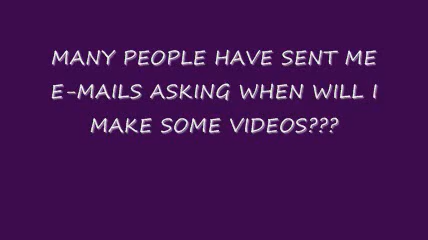 MANY PEOPLE HAVE SENT ME
E-MAILS ASKING WHEN WILL I
MAKE SOME VIDEOS???